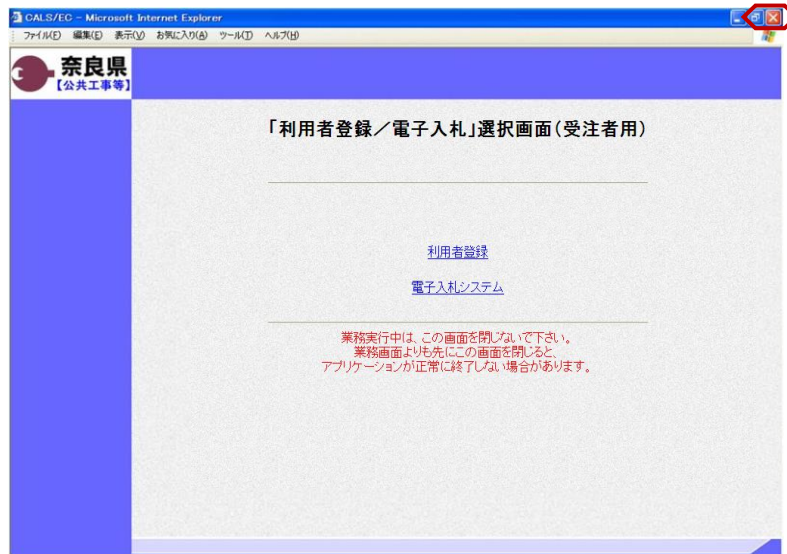 CALS/EC - Microsoft Internet Explorer
ファイル(F) 編集(E) 表示(V) お気に入り(A) ツール(T) ヘルプ(H)
奈良県
【公共工事等】
「利用者登録／電子入札」選択画面(受注者用)
利用者登録
電子入札システム
業務実行中は、この画面を閉じないで下さい。
業務画面よりも先にこの画面を閉じると、
アプリケーションが正常に終了しない場合があります。